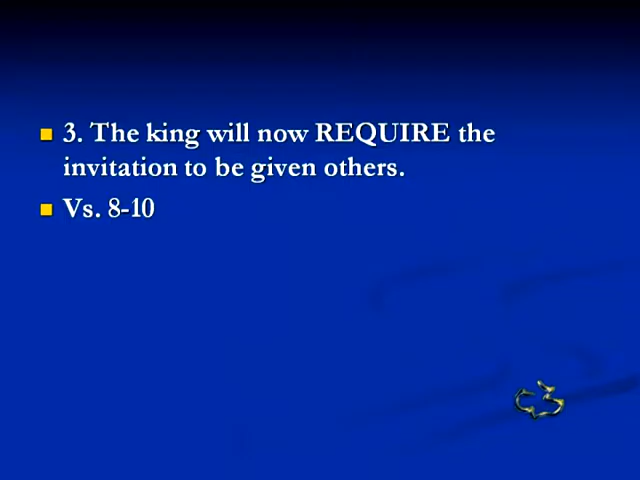 3. The king will now REQUIRE the
invitation to be given others.
Vs. 8-10